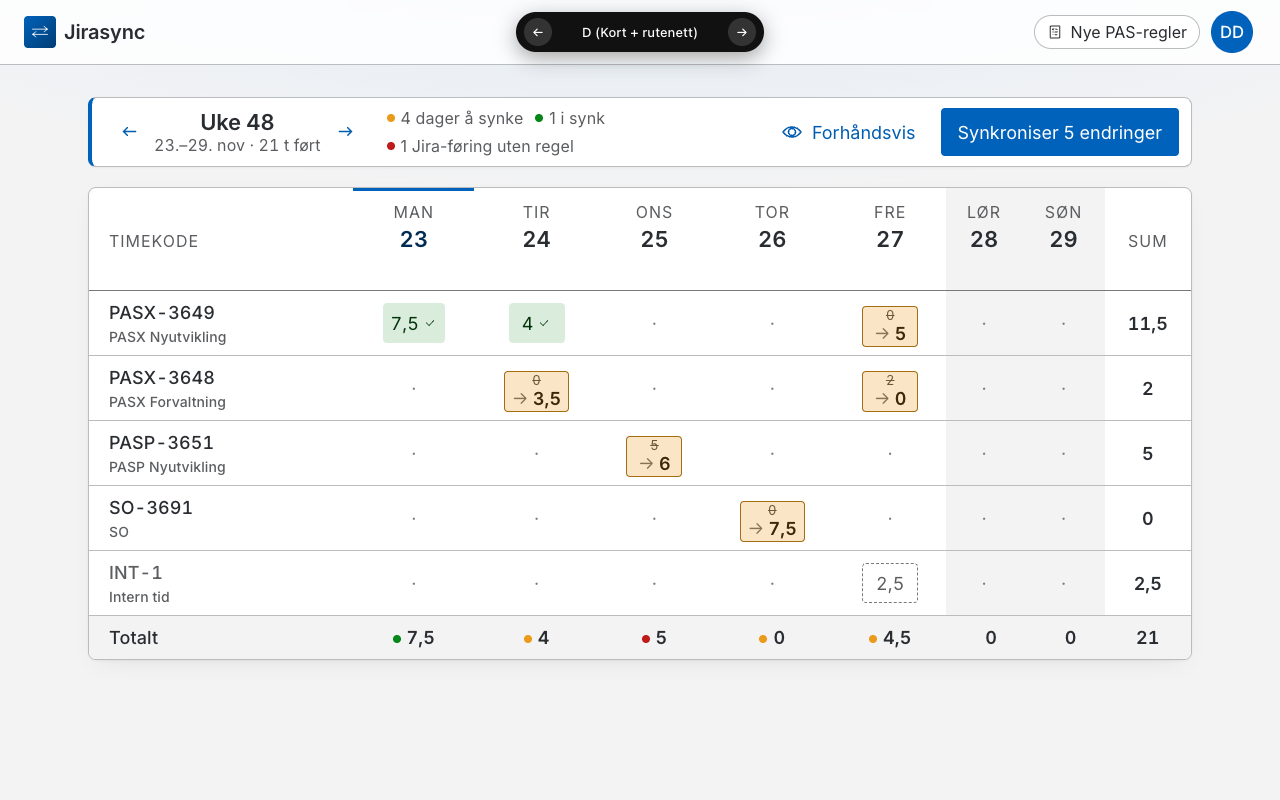 Jirasync
← D (Kort + rutenett) →
Nye PAS-regler
DD
← Uke 48 →
23.–29. nov · 21 t ført
4 dager å synke 1 i synk
1 Jira-føring uten regel
Forhåndsvis
Synkroniser 5 endringer
TIMEKODE MAN 23 TIR 24 ONS 25 TOR 26 FRE 27 LØR 28 SØN 29 SUM
PASX-3649 7,5 ✓ 4 ✓ · · 0 → 5 · · 11,5
PASX Nyutvikling
PASX-3648 · 0 → 3,5 · · 2 → 0 · · 2
PASX Forvaltning
PASP-3651 · · 5 → 6 · · · · 5
PASP Nyutvikling
SO-3691 · · · 0 → 7,5 · · · 0
SO
INT-1 · · · · 2,5 · · 2,5
Intern tid
Totalt 7,5 4 5 0 4,5 0 0 21